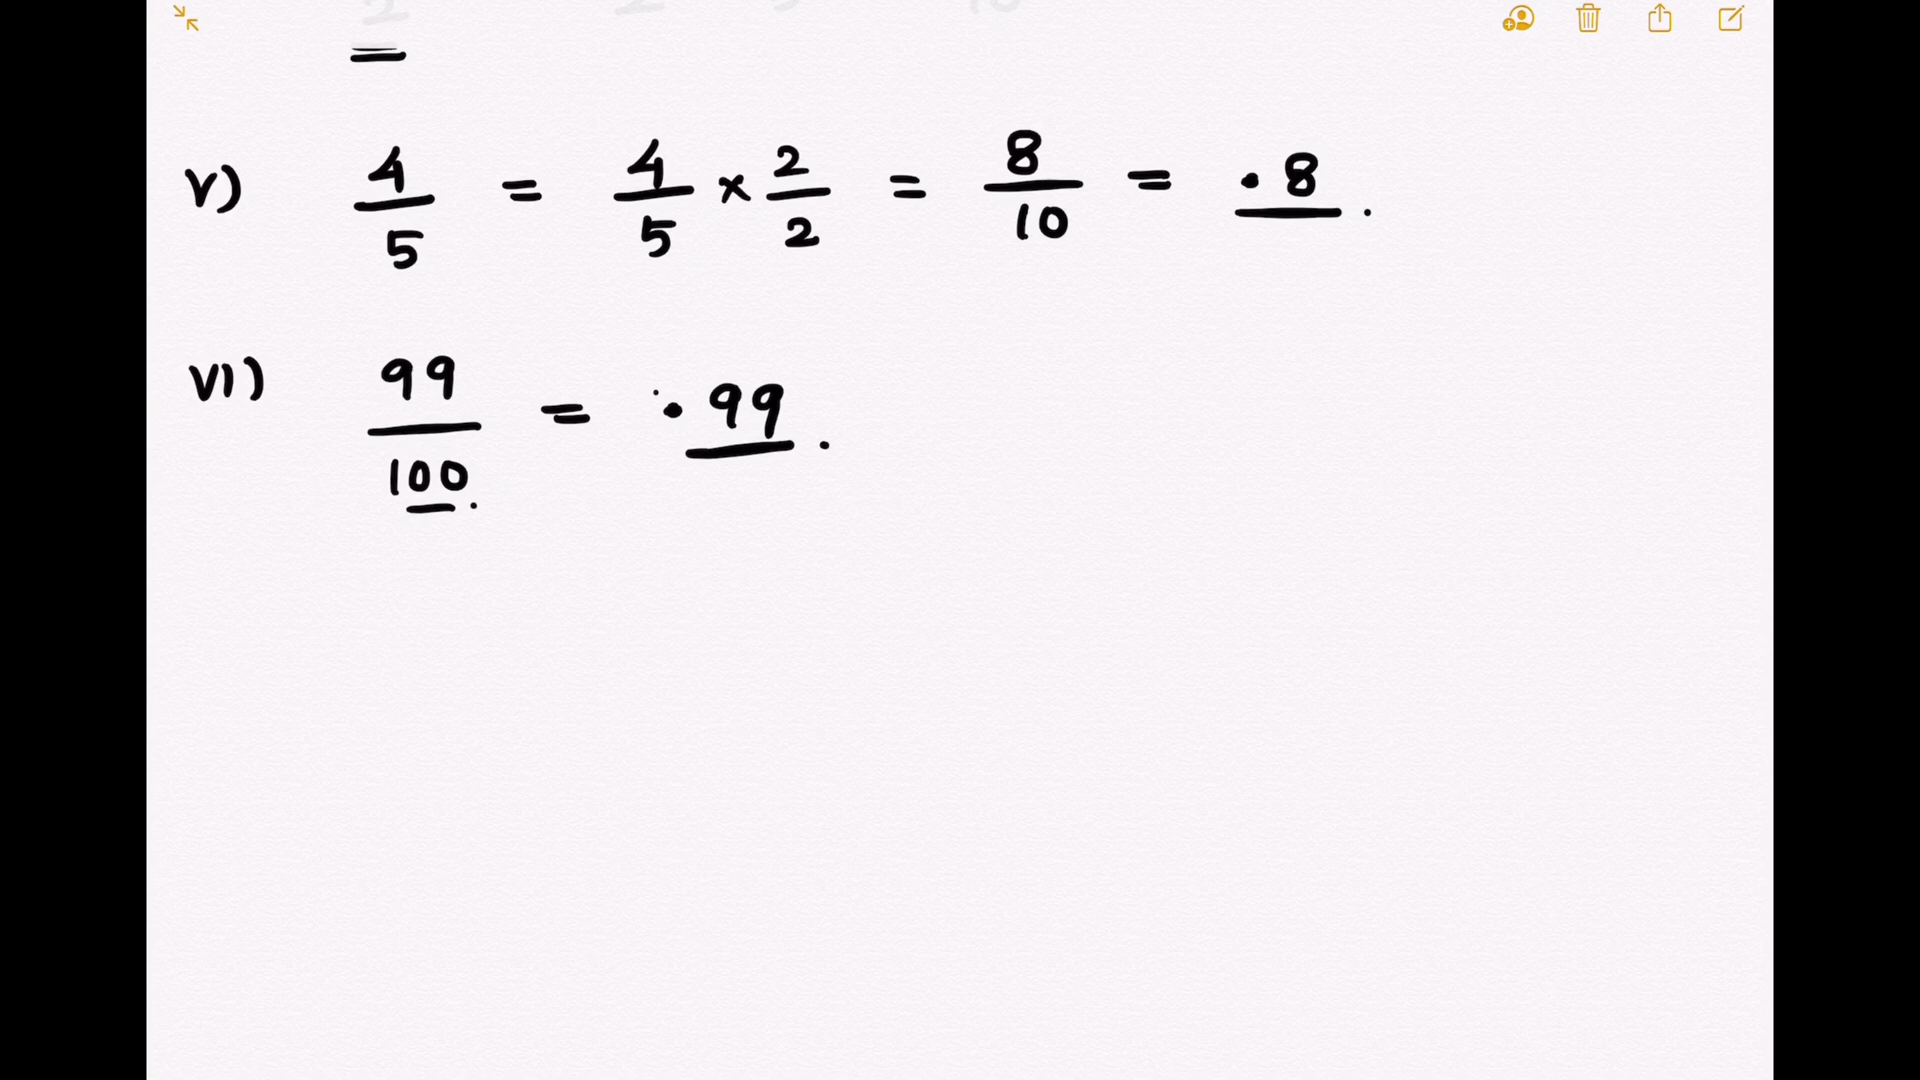 V) 4/5 = 4/5 × 2/2 = 8/10 = .8.
VI) 99/100. = .99.